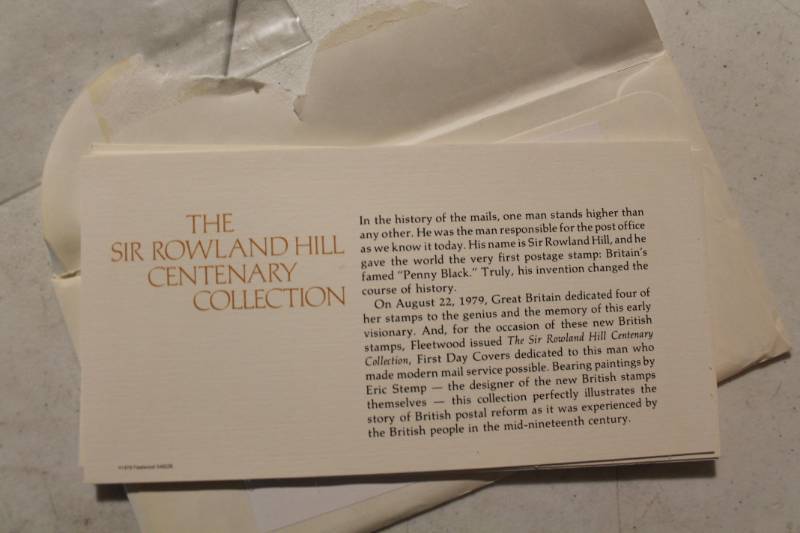 THE
SIR ROWLAND HILL
CENTENARY
COLLECTION
In the history of the mails, one man stands higher than
any other. He was the man responsible for the post office
as we know it today. His name is Sir Rowland Hill, and he
gave the world the very first postage stamp: Britain's
famed "Penny Black." Truly, his invention changed the
course of history.
On August 22, 1979, Great Britain dedicated four of
her stamps to the genius and the memory of this early
visionary. And, for the occasion of these new British
stamps, Fleetwood issued The Sir Rowland Hill Centenary
Collection, First Day Covers dedicated to this man who
made modern mail service possible. Bearing paintings by
Eric Stemp — the designer of the new British stamps
themselves — this collection perfectly illustrates the
story of British postal reform as it was experienced by
the British people in the mid-nineteenth century.
1979 Fleetwood